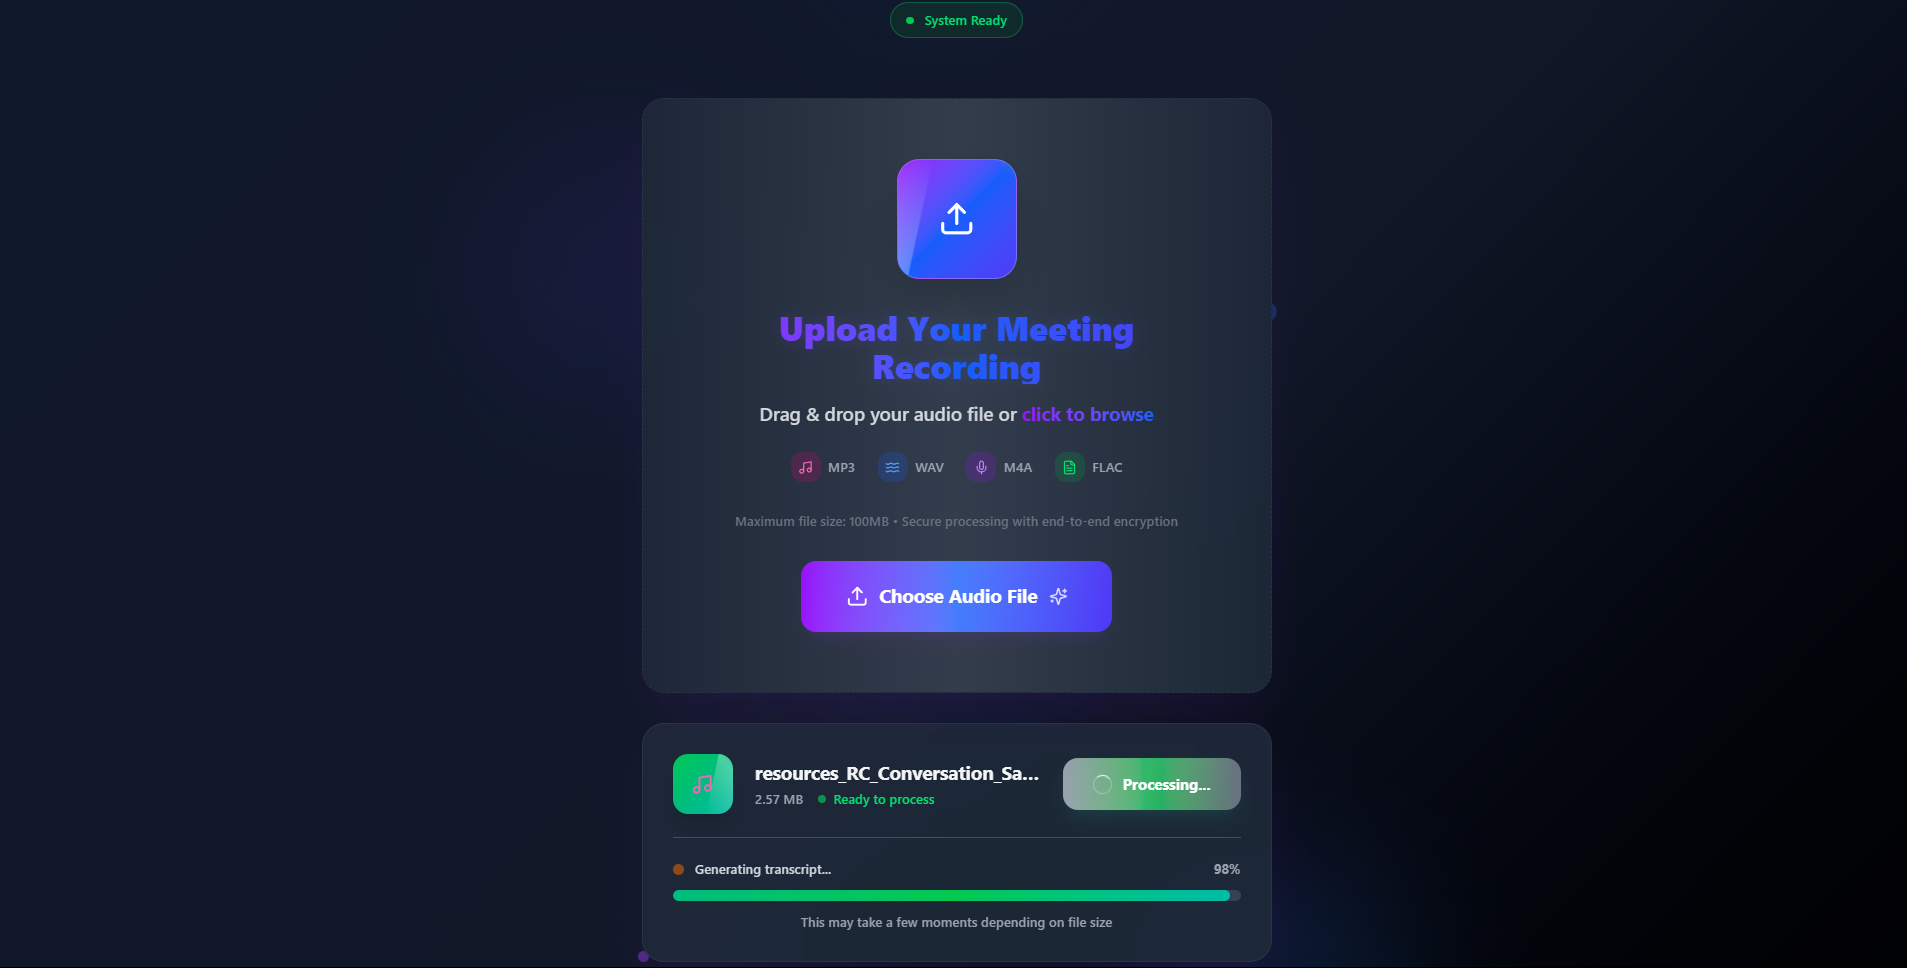 System Ready
Upload Your Meeting
Recording
Drag & drop your audio file or click to browse
MP3 WAV M4A FLAC
Maximum file size: 100MB • Secure processing with end-to-end encryption
Choose Audio File
resources_RC_Conversation_Sa...
2.57 MB Ready to process
Processing...
Generating transcript... 98%
This may take a few moments depending on file size